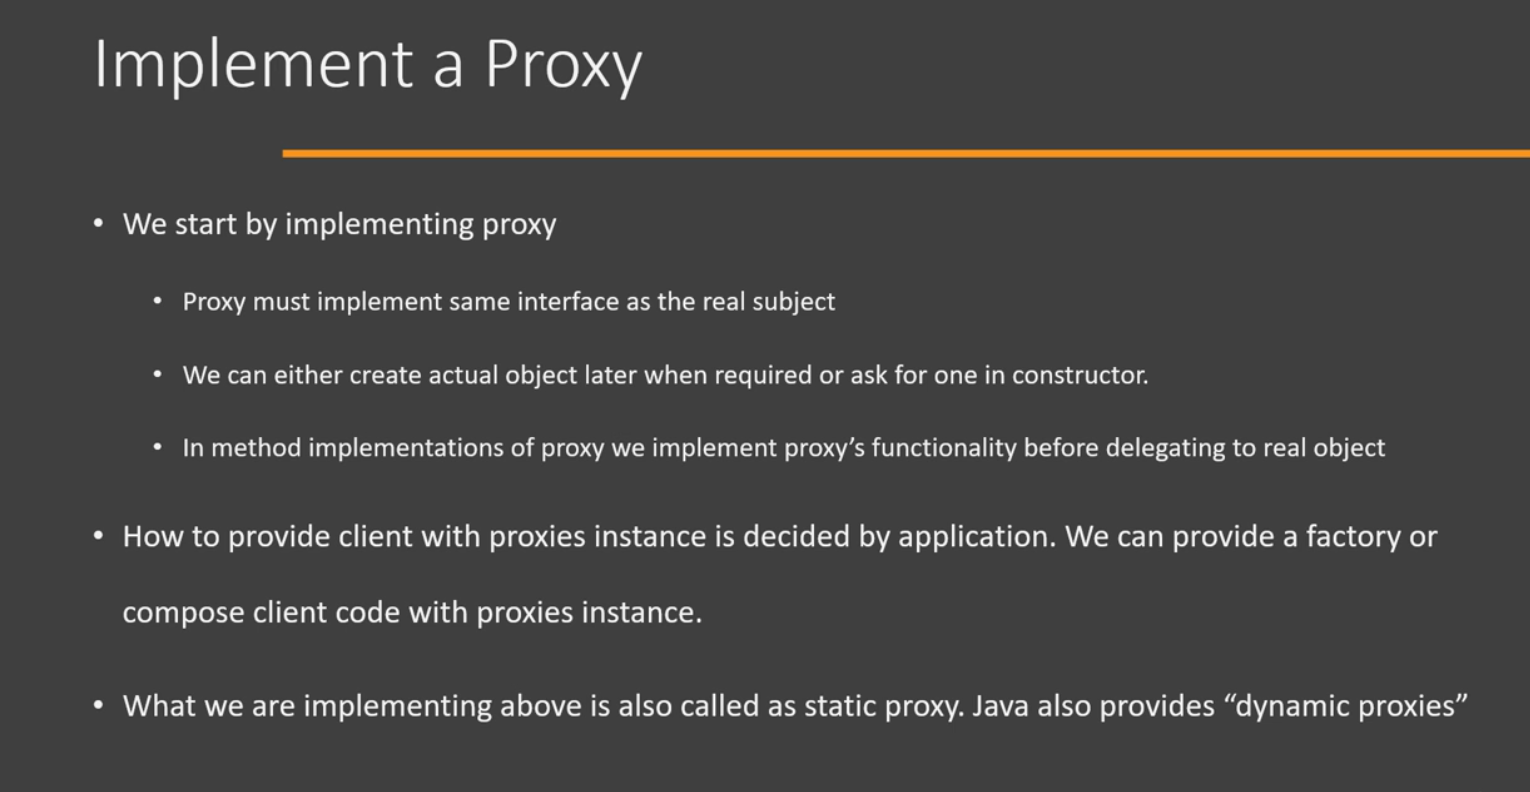 Implement a Proxy
• We start by implementing proxy
• Proxy must implement same interface as the real subject
• We can either create actual object later when required or ask for one in constructor.
• In method implementations of proxy we implement proxy’s functionality before delegating to real object
• How to provide client with proxies instance is decided by application. We can provide a factory or
compose client code with proxies instance.
• What we are implementing above is also called as static proxy. Java also provides “dynamic proxies”